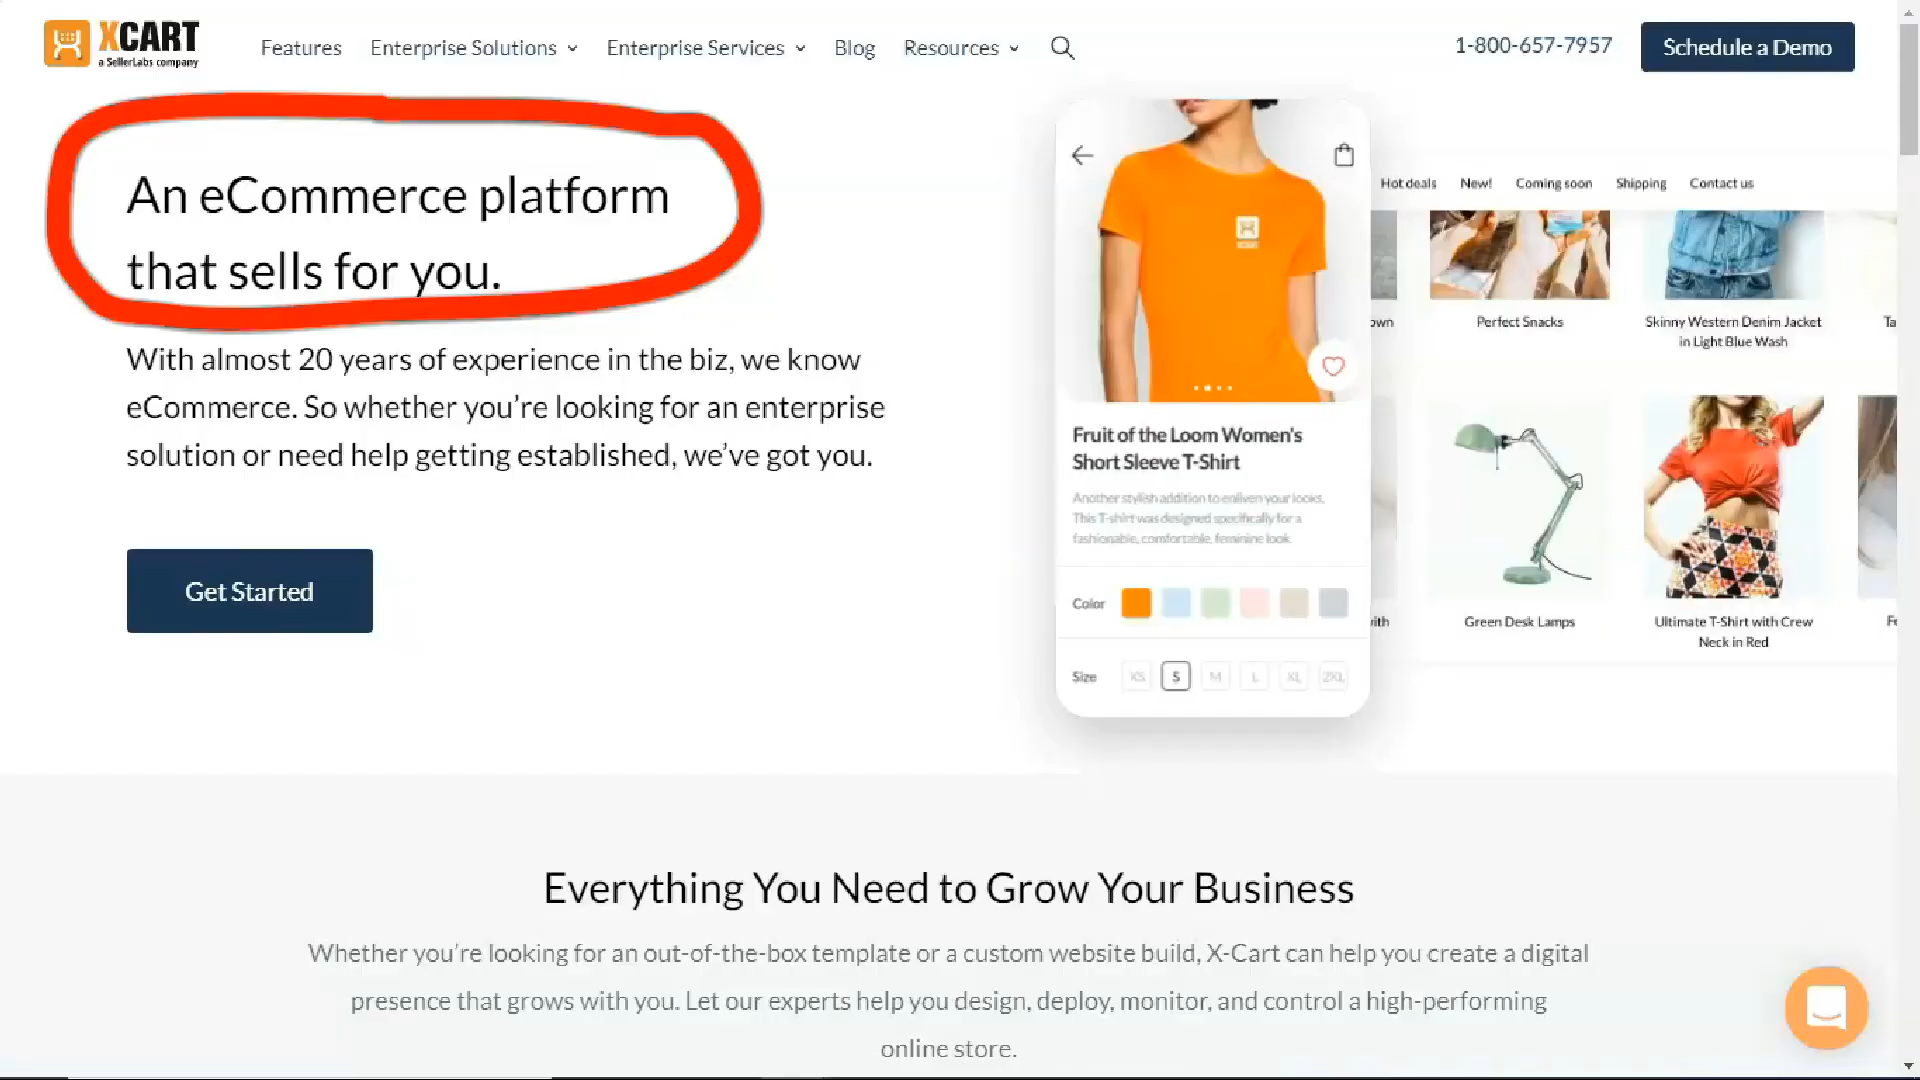 XCART
a SellerLabs company
Features
Enterprise Solutions
Enterprise Services
Blog
Resources
1-800-657-7957
Schedule a Demo
An eCommerce platform
that sells for you.
With almost 20 years of experience in the biz, we know
eCommerce. So whether you’re looking for an enterprise
solution or need help getting established, we’ve got you.
Get Started
Fruit of the Loom Women's
Short Sleeve T-Shirt
Another stylish addition to enliven your looks.
This T-shirt was designed specifically for a
fashionable, comfortable, feminine look
Color
Size
XS S M L XL 2XL
Hot deals New! Coming soon Shipping Contact us
Perfect Snacks
Skinny Western Denim Jacket
in Light Blue Wash
Green Desk Lamps
Ultimate T-Shirt with Crew
Neck in Red
Everything You Need to Grow Your Business
Whether you’re looking for an out-of-the-box template or a custom website build, X-Cart can help you create a digital
presence that grows with you. Let our experts help you design, deploy, monitor, and control a high-performing
online store.